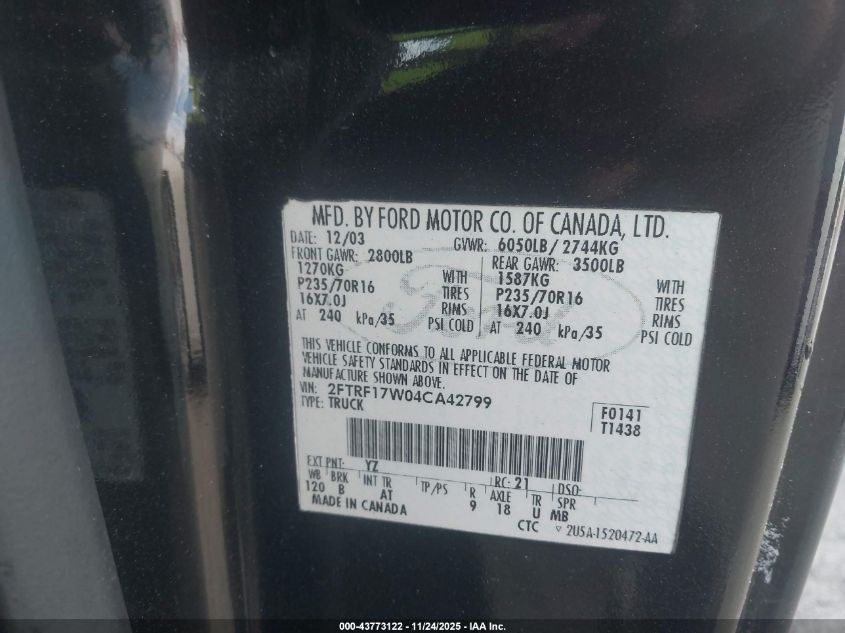 MFD. BY FORD MOTOR CO. OF CANADA, LTD.
DATE: 12/03 GVWR: 6050LB/ 2744KG
FRONT GAWR: 2800LB REAR GAWR: 3500LB
1270KG WITH 1587KG WITH
P235/70R16 TIRES P235/70R16 TIRES
16X7.0J RIMS 16X7.0J RIMS
AT 240 kPa/35 PSI COLD AT 240 kPa/35 PSI COLD
Ford
THIS VEHICLE CONFORMS TO ALL APPLICABLE FEDERAL MOTOR
VEHICLE SAFETY STANDARDS IN EFFECT ON THE DATE OF
MANUFACTURE SHOWN ABOVE.
VIN: 2FTRF17W04CA42799 F0141
TYPE: TRUCK T1438
EXT PNT: YZ RC: 21 DSO:
WB BRK INT TR TP/PS R AXLE TR SPR
120 B AT 9 18 U MB
MADE IN CANADA CTC ▽ 2U5A-1520472-AA
000-43773122 - 11/24/2025 - IAA Inc.